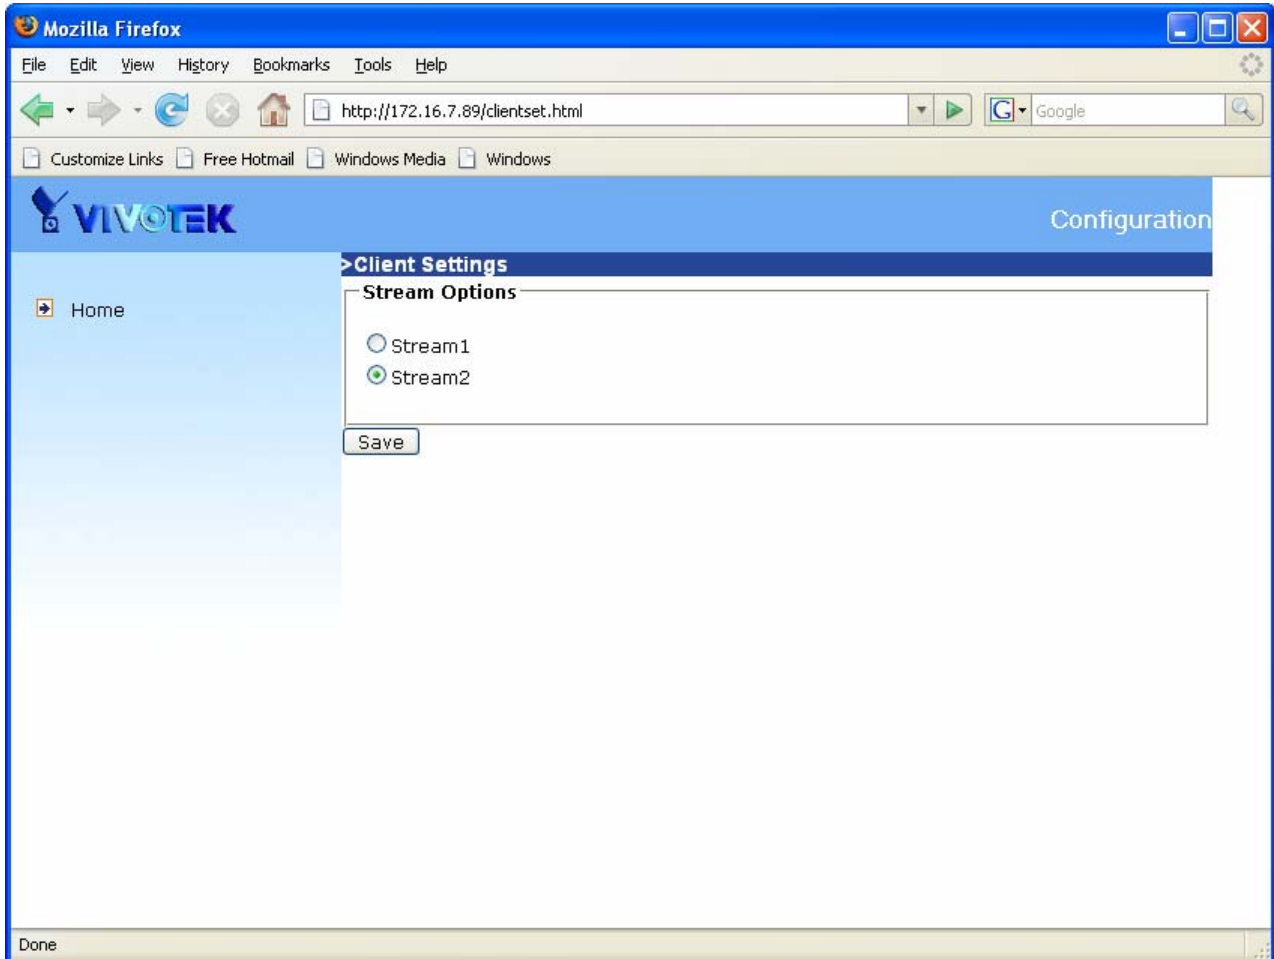 Mozilla Firefox
File Edit View History Bookmarks Tools Help
http://172.16.7.89/clientset.html G Google
Customize Links Free Hotmail Windows Media Windows
VIVOTEK
Configuration
>Client Settings
Home
Stream Options
Stream1
Stream2
Save
Done